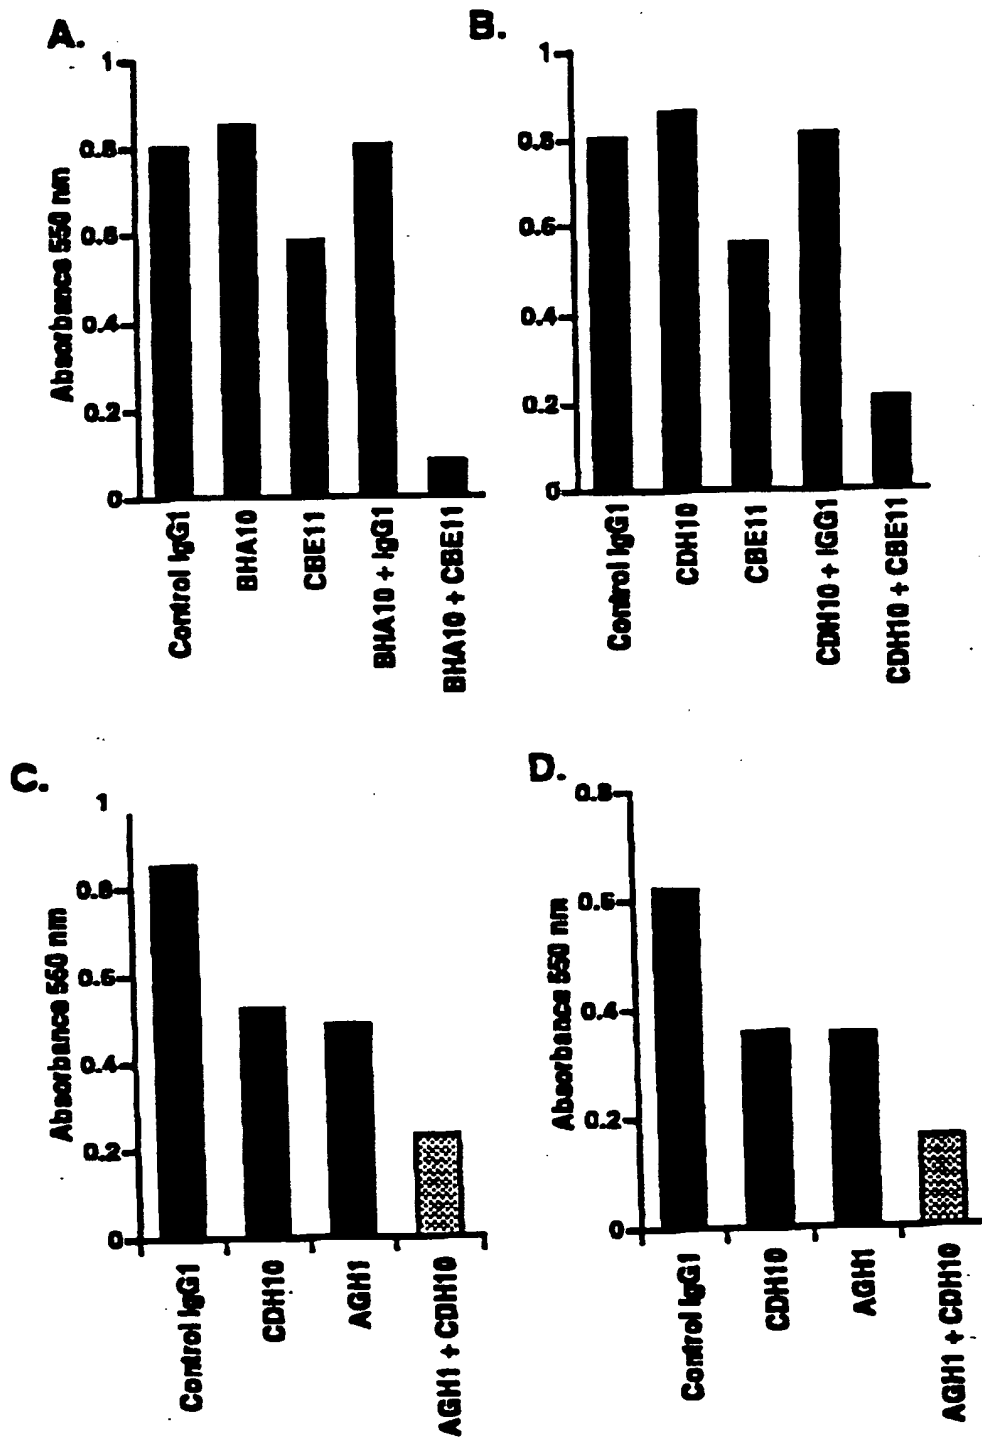 A.
1
0.8
0.6
0.4
0.2
0
Absorbance 550 nm
Control IgG1
BHA10
CBE11
BHA10 + IgG1
BHA10 + CBE11
B.
1
0.8
0.6
0.4
0.2
0
Control IgG1
CDH10
CBE11
CDH10 + IGG1
CDH10 + CBE11
C.
1
0.8
0.6
0.4
0.2
0
Absorbance 550 nm
Control IgG1
CDH10
AGH1
AGH1 + CDH10
D.
0.8
0.6
0.4
0.2
0
Absorbance 550 nm
Control IgG1
CDH10
AGH1
AGH1 + CDH10